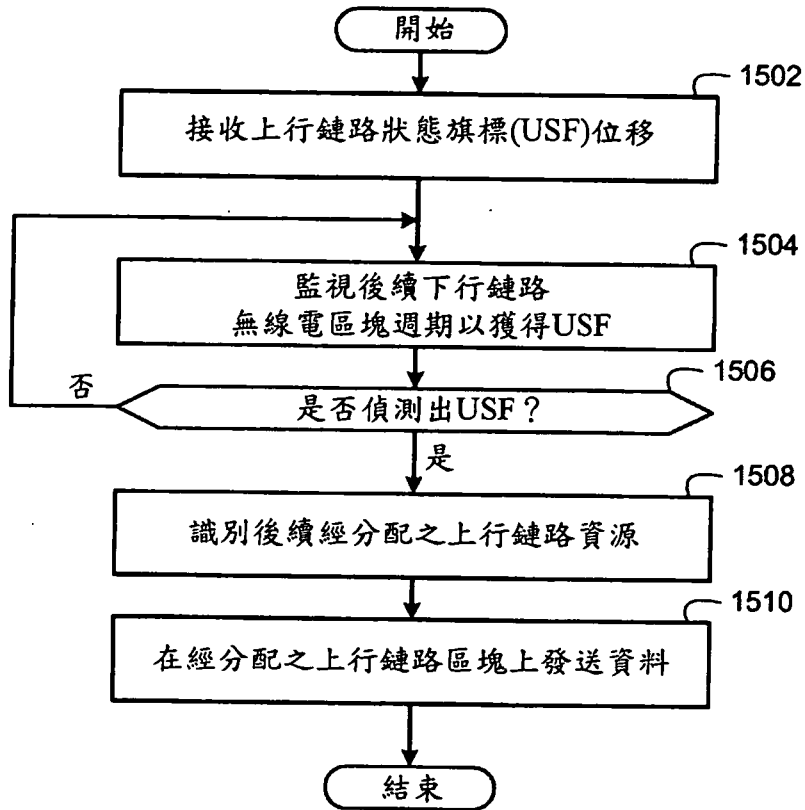 開始
1502
接收上行鏈路狀態旗標(USF)位移
1504
監視後續下行鏈路
無線電區塊週期以獲得USF
1506
否
是否偵測出USF？
是
1508
識別後續經分配之上行鏈路資源
1510
在經分配之上行鏈路區塊上發送資料
結束